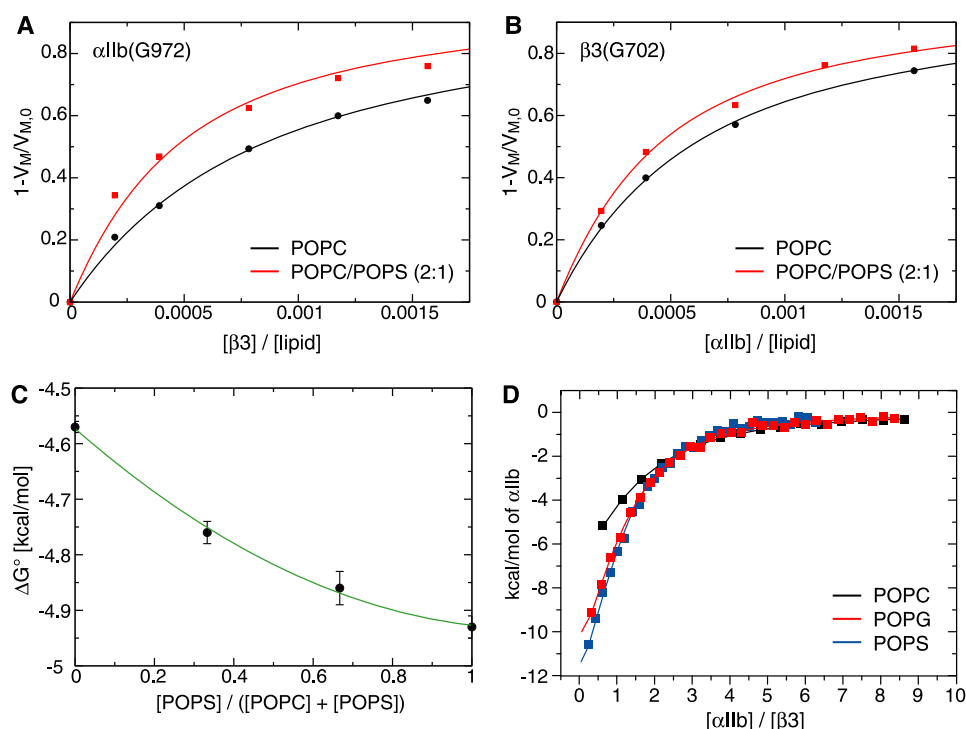 A
αIIb(G972)
0.8
0.6
0.4
0.2
0
1-V_M/V_M,0
POPC
POPC/POPS (2:1)
0 0.0005 0.001 0.0015
[β3] / [lipid]
B
β3(G702)
0.8
0.6
0.4
0.2
0
1-V_M/V_M,0
POPC
POPC/POPS (2:1)
0 0.0005 0.001 0.0015
[αIIb] / [lipid]
C
-4.5
-4.6
-4.7
-4.8
-4.9
-5
ΔG° [kcal/mol]
0 0.2 0.4 0.6 0.8 1
[POPS] / ([POPC] + [POPS])
D
0
-2
-4
-6
-8
-10
-12
kcal/mol of αIIb
POPC
POPG
POPS
0 1 2 3 4 5 6 7 8 9 10
[αIIb] / [β3]